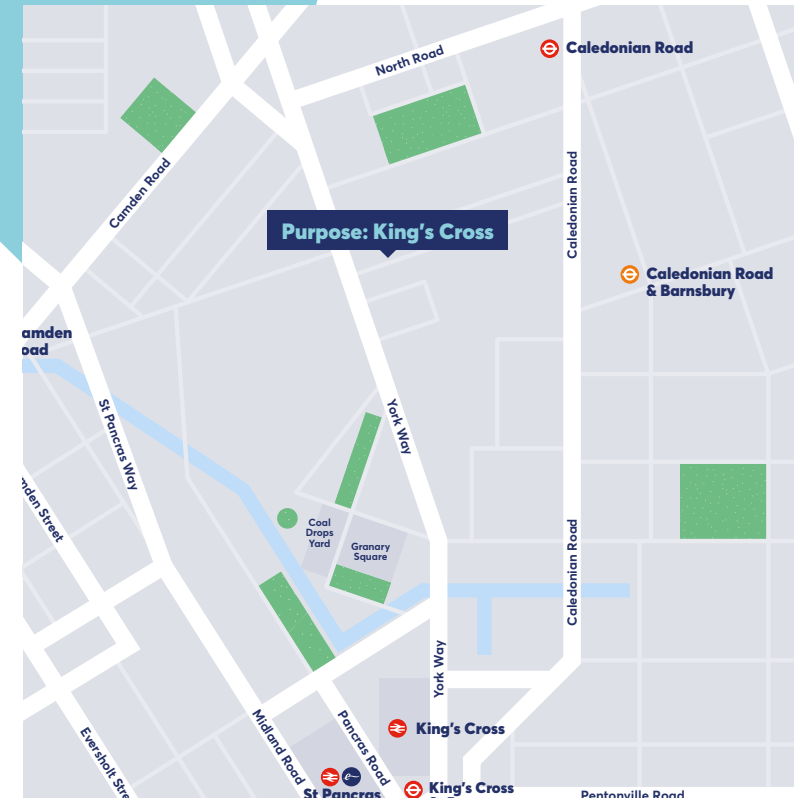 North Road
Caledonian Road
Camden Road
Caledonian Road
Purpose: King's Cross
Caledonian Road
& Barnsbury
amden
oad
St Pancras Way
York Way
mden Street
Coal
Drops
Yard
Granary
Square
Caledonian Road
York Way
Midland Road
Pancras Road
King's Cross
Eversholt Stre
St Pancras
King's Cross
Pentonville Road